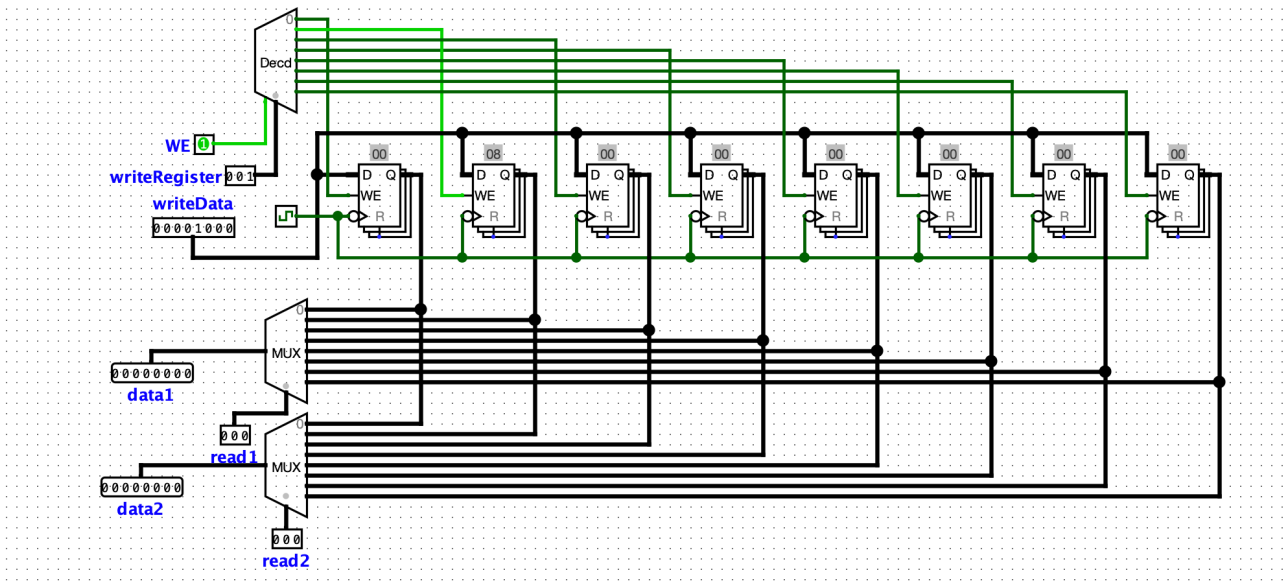 0
Decd
WE 1
writeRegister 001
writeData
00001000
00 08 00 00 00 00 00 00
D Q D Q D Q D Q D Q D Q D Q D Q
WE WE WE WE WE WE WE WE
R R R R R R R R
0
MUX
00000000
data1
000
read1
0
MUX
00000000
data2
000
read2